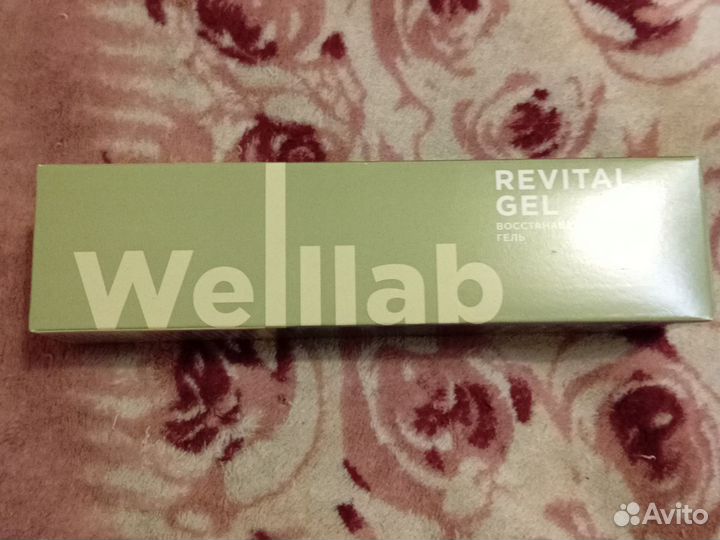 Welllab
REVITAL
GEL
ГЕЛЬ
Avito